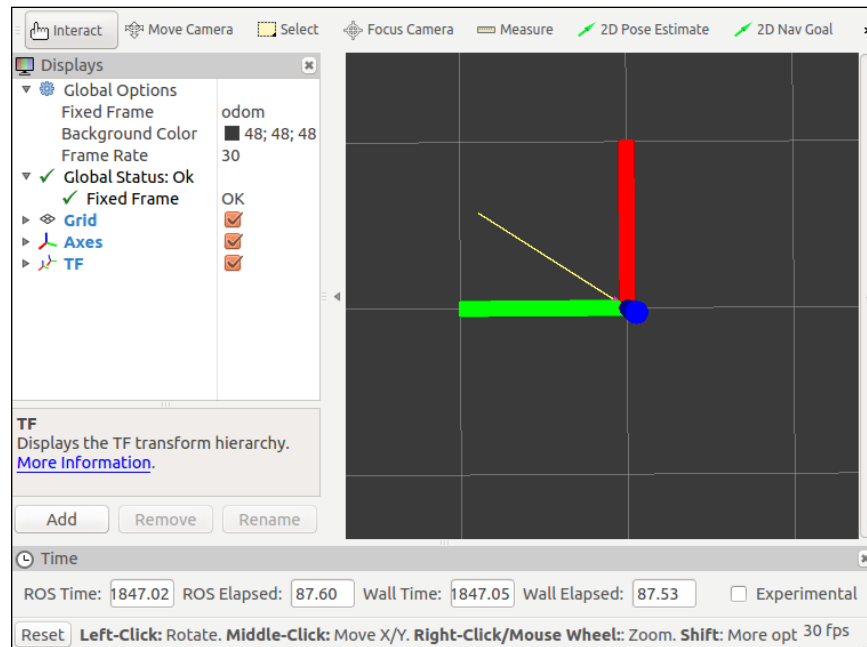 Interact Move Camera Select Focus Camera Measure 2D Pose Estimate 2D Nav Goal
Displays
Global Options
Fixed Frame odom
Background Color 48; 48; 48
Frame Rate 30
Global Status: Ok
Fixed Frame OK
Grid
Axes
TF
TF
Displays the TF transform hierarchy.
More Information.
Add Remove Rename
Time
ROS Time: 1847.02 ROS Elapsed: 87.60 Wall Time: 1847.05 Wall Elapsed: 87.53 Experimental
Reset Left-Click: Rotate. Middle-Click: Move X/Y. Right-Click/Mouse Wheel:: Zoom. Shift: More opt 30 fps